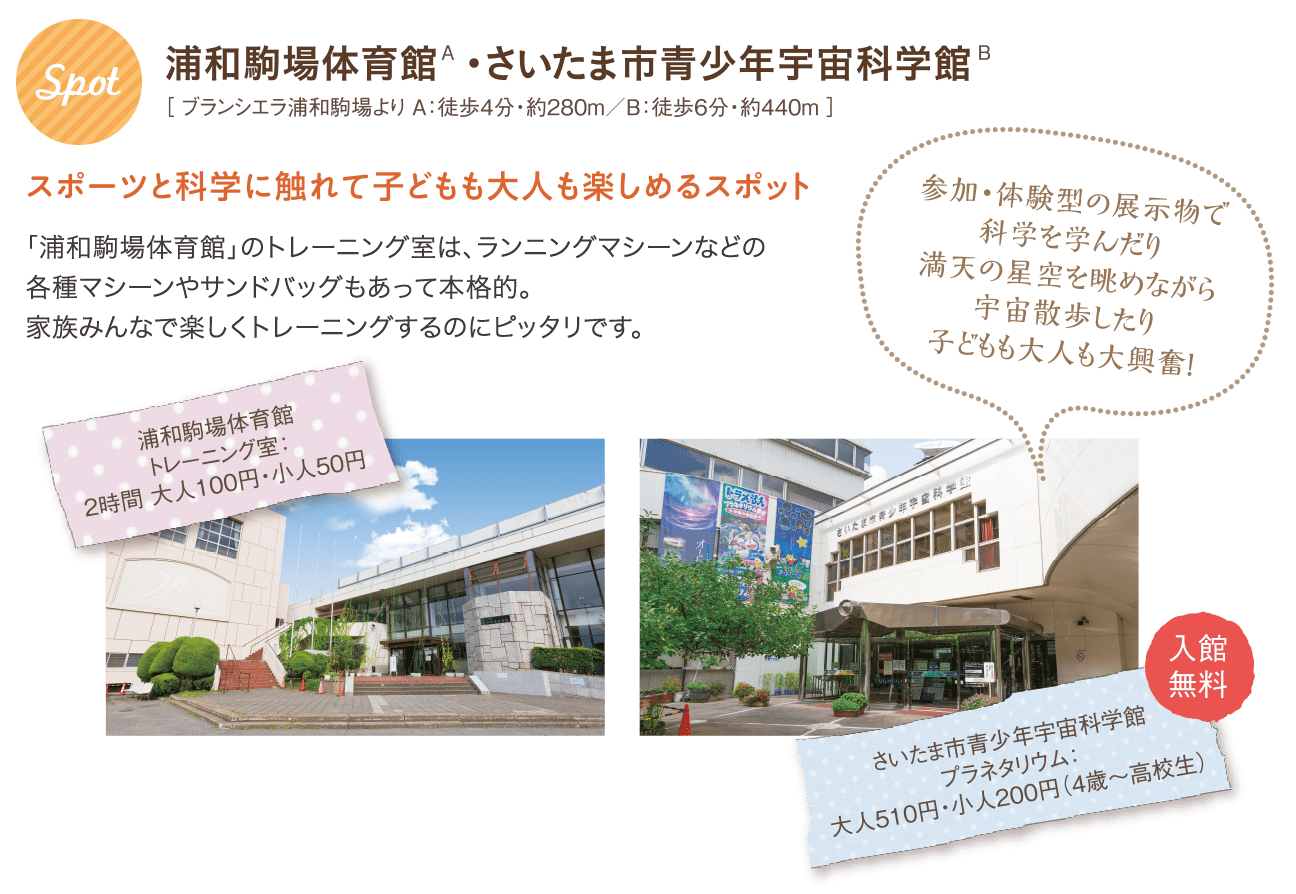 Spot
浦和駒場体育館A・さいたま市青少年宇宙科学館B
[ ブランシエラ浦和駒場より A：徒歩4分・約280m／B：徒歩6分・約440m ]
スポーツと科学に触れて子どもも大人も楽しめるスポット
「浦和駒場体育館」のトレーニング室は、ランニングマシーンなどの
各種マシーンやサンドバッグもあって本格的。
家族みんなで楽しくトレーニングするのにピッタリです。
参加・体験型の展示物で
科学を学んだり
満天の星空を眺めながら
宇宙散歩したり
子どもも大人も大興奮!
浦和駒場体育館
トレーニング室：
2時間 大人100円・小人50円
ドラえもん
さいたま市青少年宇宙科学館
入館
無料
さいたま市青少年宇宙科学館
プラネタリウム：
大人510円・小人200円（4歳〜高校生）